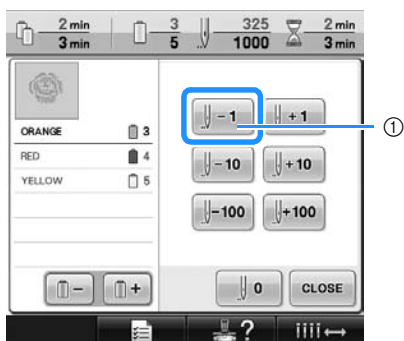 2 min 3 325 2 min
3 min 5 1000 3 min
- 1 + 1 ①
ORANGE 3
RED 4 - 10 + 10
YELLOW 5
-100 +100
- + 0 CLOSE
?